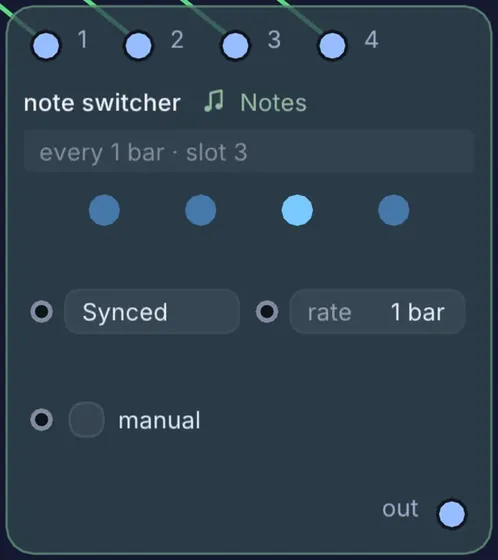 1 2 3 4
note switcher Notes
every 1 bar · slot 3
Synced rate 1 bar
manual
out